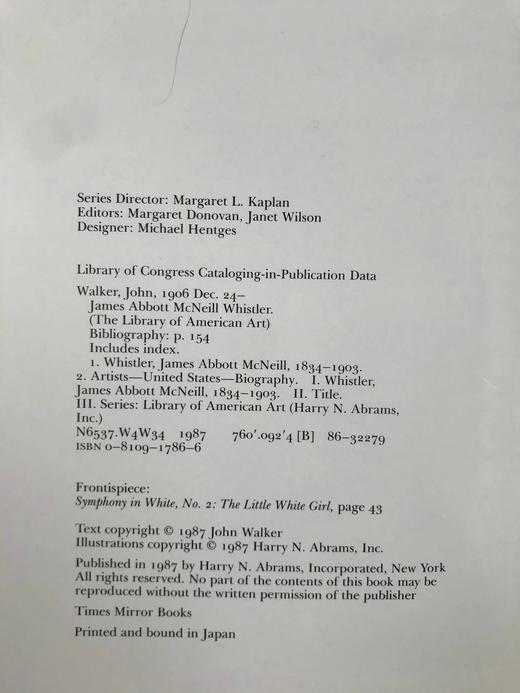 Series Director: Margaret L. Kaplan
Editors: Margaret Donovan, Janet Wilson
Designer: Michael Hentges
Library of Congress Cataloging-in-Publication Data
Walker, John, 1906 Dec. 24–
James Abbott McNeill Whistler.
(The Library of American Art)
Bibliography: p. 154
Includes index.
1. Whistler, James Abbott McNeill, 1834–1903.
2. Artists—United States—Biography. I. Whistler,
James Abbott McNeill, 1834–1903. II. Title.
III. Series: Library of American Art (Harry N. Abrams,
Inc.)
N6537.W4W34 1987 760′.092′4 [B] 86–32279
ISBN 0–8109–1786–6
Frontispiece:
Symphony in White, No. 2: The Little White Girl, page 43
Text copyright © 1987 John Walker
Illustrations copyright © 1987 Harry N. Abrams, Inc.
Published in 1987 by Harry N. Abrams, Incorporated, New York
All rights reserved. No part of the contents of this book may be
reproduced without the written permission of the publisher
Times Mirror Books
Printed and bound in Japan